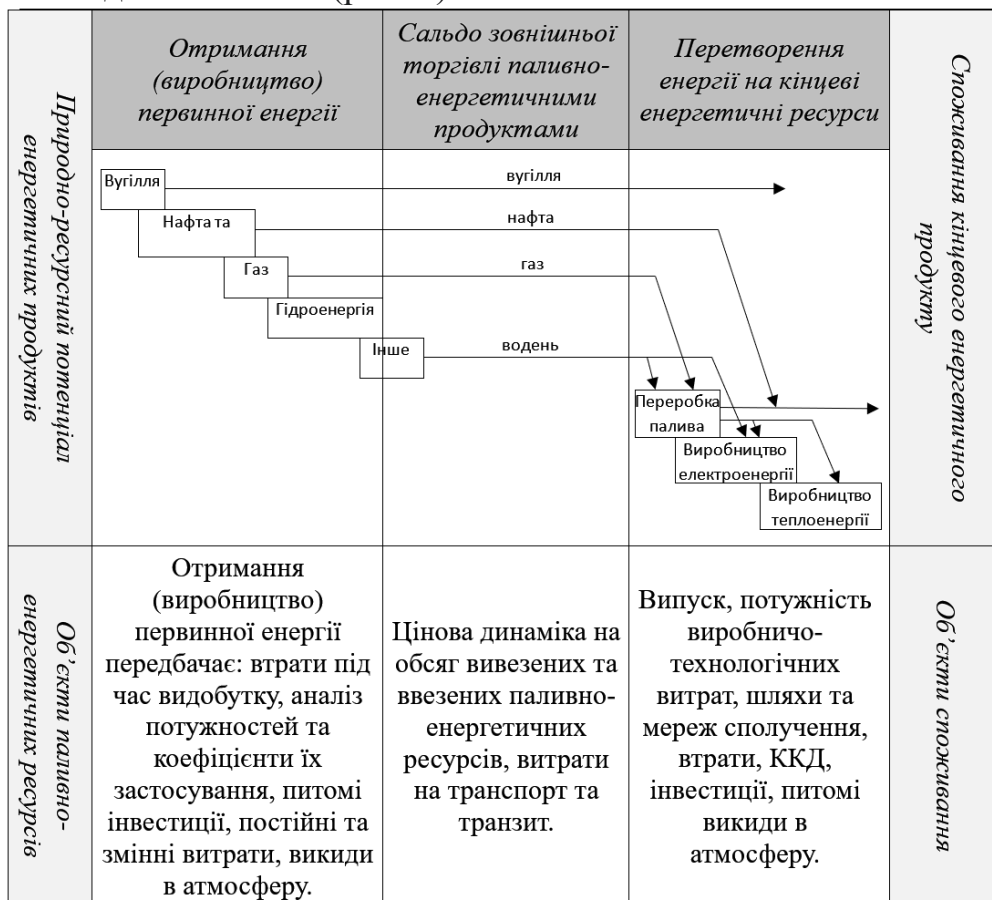 Природно-ресурсний потенціал
енергетичних продуктів
Отримання
(виробництво)
первинної енергії
Сальдо зовнішньої
торгівлі паливно-
енергетичними
продуктами
Перетворення
енергії на кінцеві
енергетичні ресурси
Споживання кінцевого енергетичного
продукту
Вугілля
вугілля
Нафта та
нафта
Газ
газ
Гідроенергія
Інше
водень
Переробка
палива
Виробництво
електроенергії
Виробництво
теплоенергії
Об’єкти паливно-
енергетичних ресурсів
Отримання
(виробництво)
первинної енергії
передбачає: втрати під
час видобутку, аналіз
потужностей та
коефіцієнти їх
застосування, питомі
інвестиції, постійні та
змінні витрати, викиди
в атмосферу.
Цінова динаміка на
обсяг вивезених та
ввезених паливно-
енергетичних
ресурсів, витрати
на транспорт та
транзит.
Випуск, потужність
виробничо-
технологічних
витрат, шляхи та
мереж сполучення,
втрати, ККД,
інвестиції, питомі
викиди в
атмосферу.
Об’єкти споживання